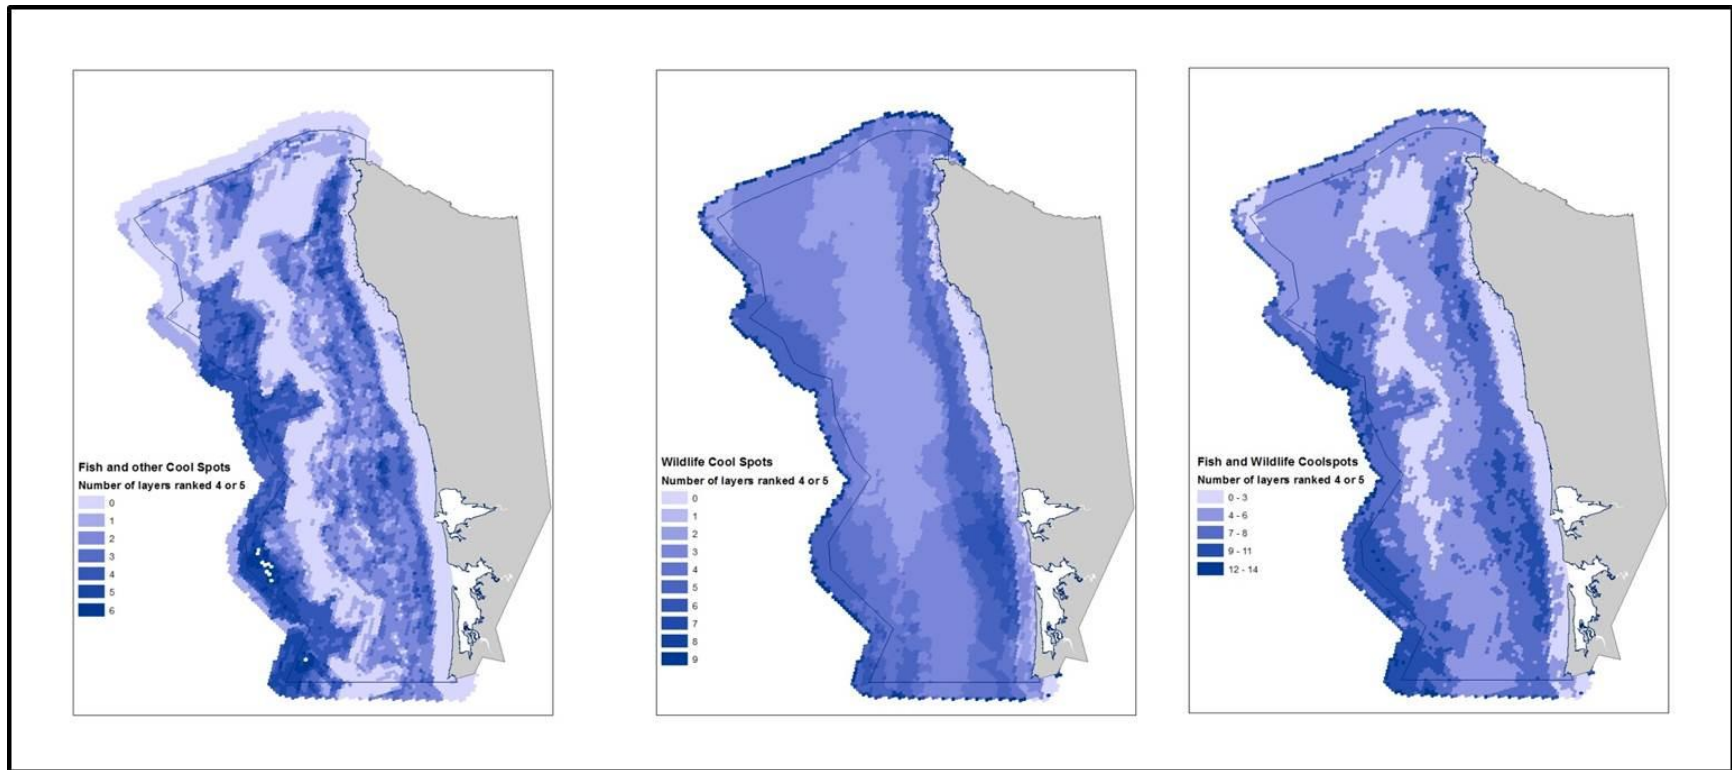 Fish and other Cool Spots
Number of layers ranked 4 or 5
0
1
2
3
4
5
6
Wildlife Cool Spots
Number of layers ranked 4 or 5
0
1
2
3
4
5
6
7
8
9
Fish and Wildlife Coolspots
Number of layers ranked 4 or 5
0 - 3
4 - 6
7 - 8
9 - 11
12 - 14